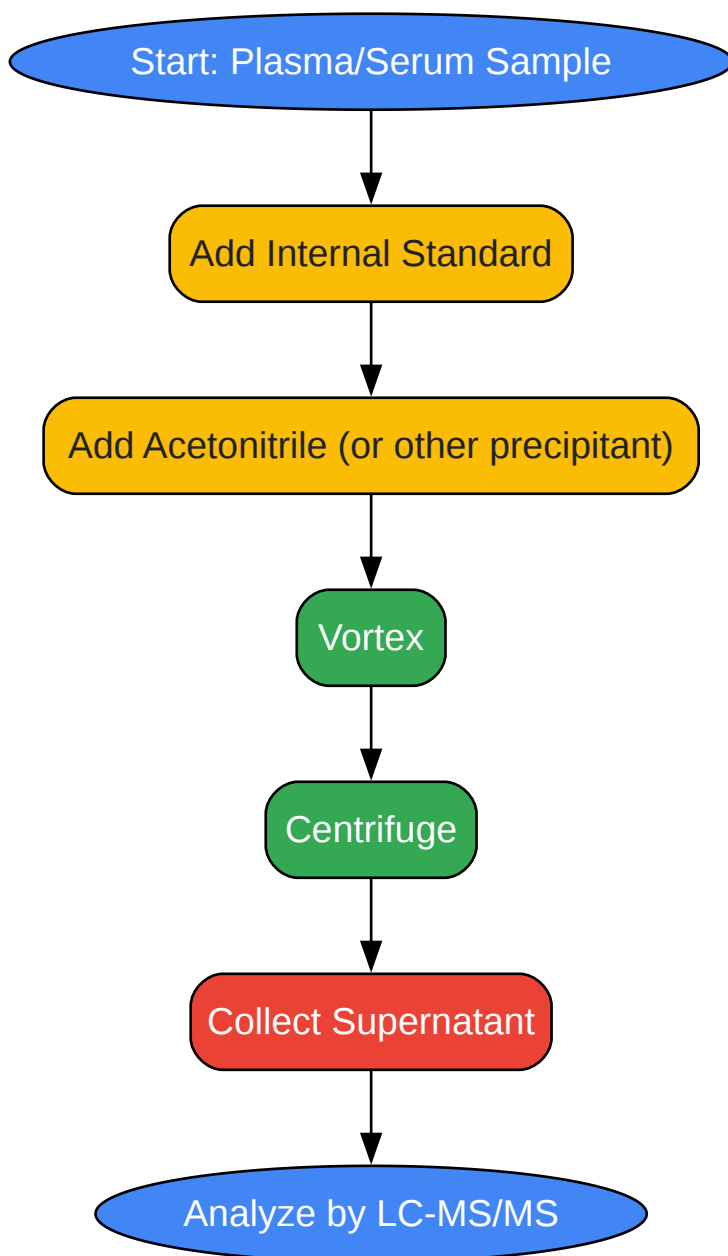 Start: Plasma/Serum Sample
Add Internal Standard
Add Acetonitrile (or other precipitant)
Vortex
Centrifuge
Collect Supernatant
Analyze by LC-MS/MS